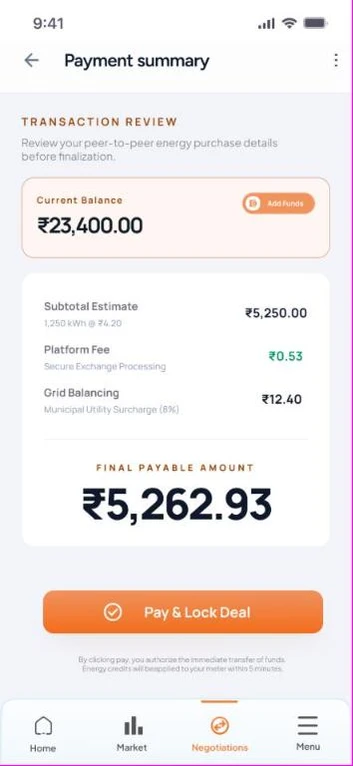 9:41
Payment summary
TRANSACTION REVIEW
Review your peer-to-peer energy purchase details
before finalization.
Current Balance
Add Funds
₹23,400.00
Subtotal Estimate
₹5,250.00
1,250 kWh @ ₹4.20
Platform Fee
₹0.53
Secure Exchange Processing
Grid Balancing
₹12.40
Municipal Utility Surcharge (8%)
FINAL PAYABLE AMOUNT
₹5,262.93
Pay & Lock Deal
By clicking pay, you authorize the immediate transfer of funds.
Energy credits will be applied to your meter within 5 minutes.
Home
Market
Negotiations
Menu